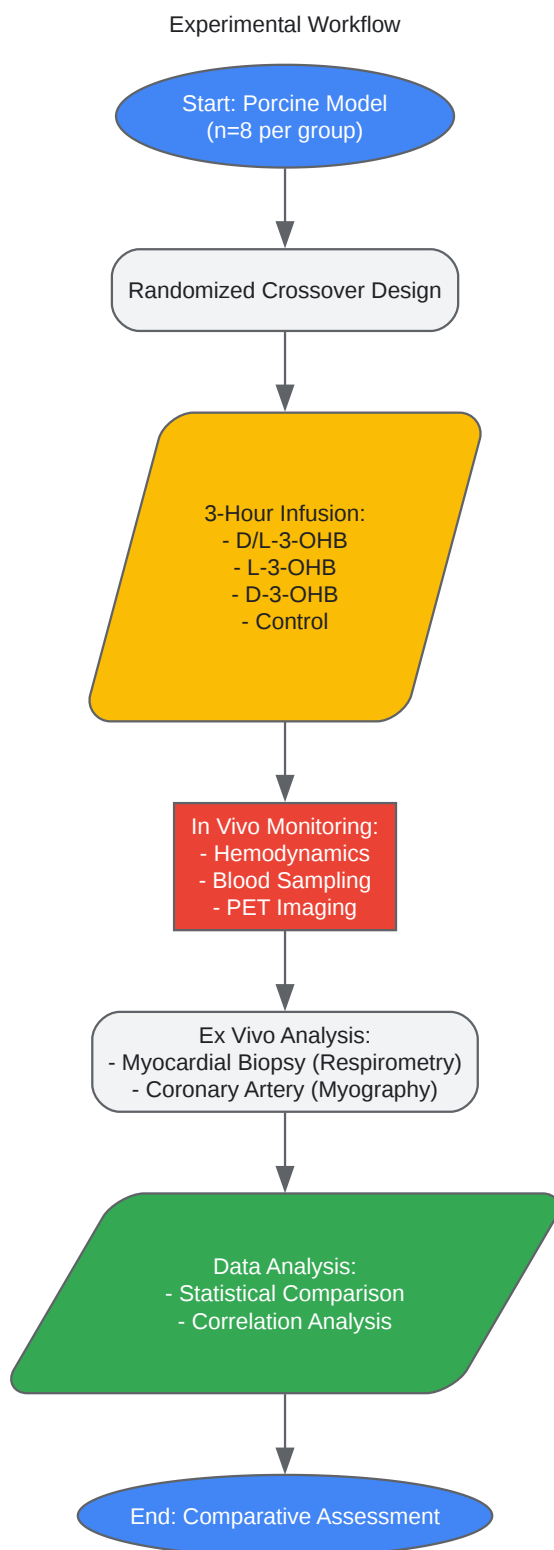 Experimental Workflow
Start: Porcine Model
(n=8 per group)
Randomized Crossover Design
3-Hour Infusion:
- D/L-3-OHB
- L-3-OHB
- D-3-OHB
- Control
In Vivo Monitoring:
- Hemodynamics
- Blood Sampling
- PET Imaging
Ex Vivo Analysis:
- Myocardial Biopsy (Respirometry)
- Coronary Artery (Myography)
Data Analysis:
- Statistical Comparison
- Correlation Analysis
End: Comparative Assessment